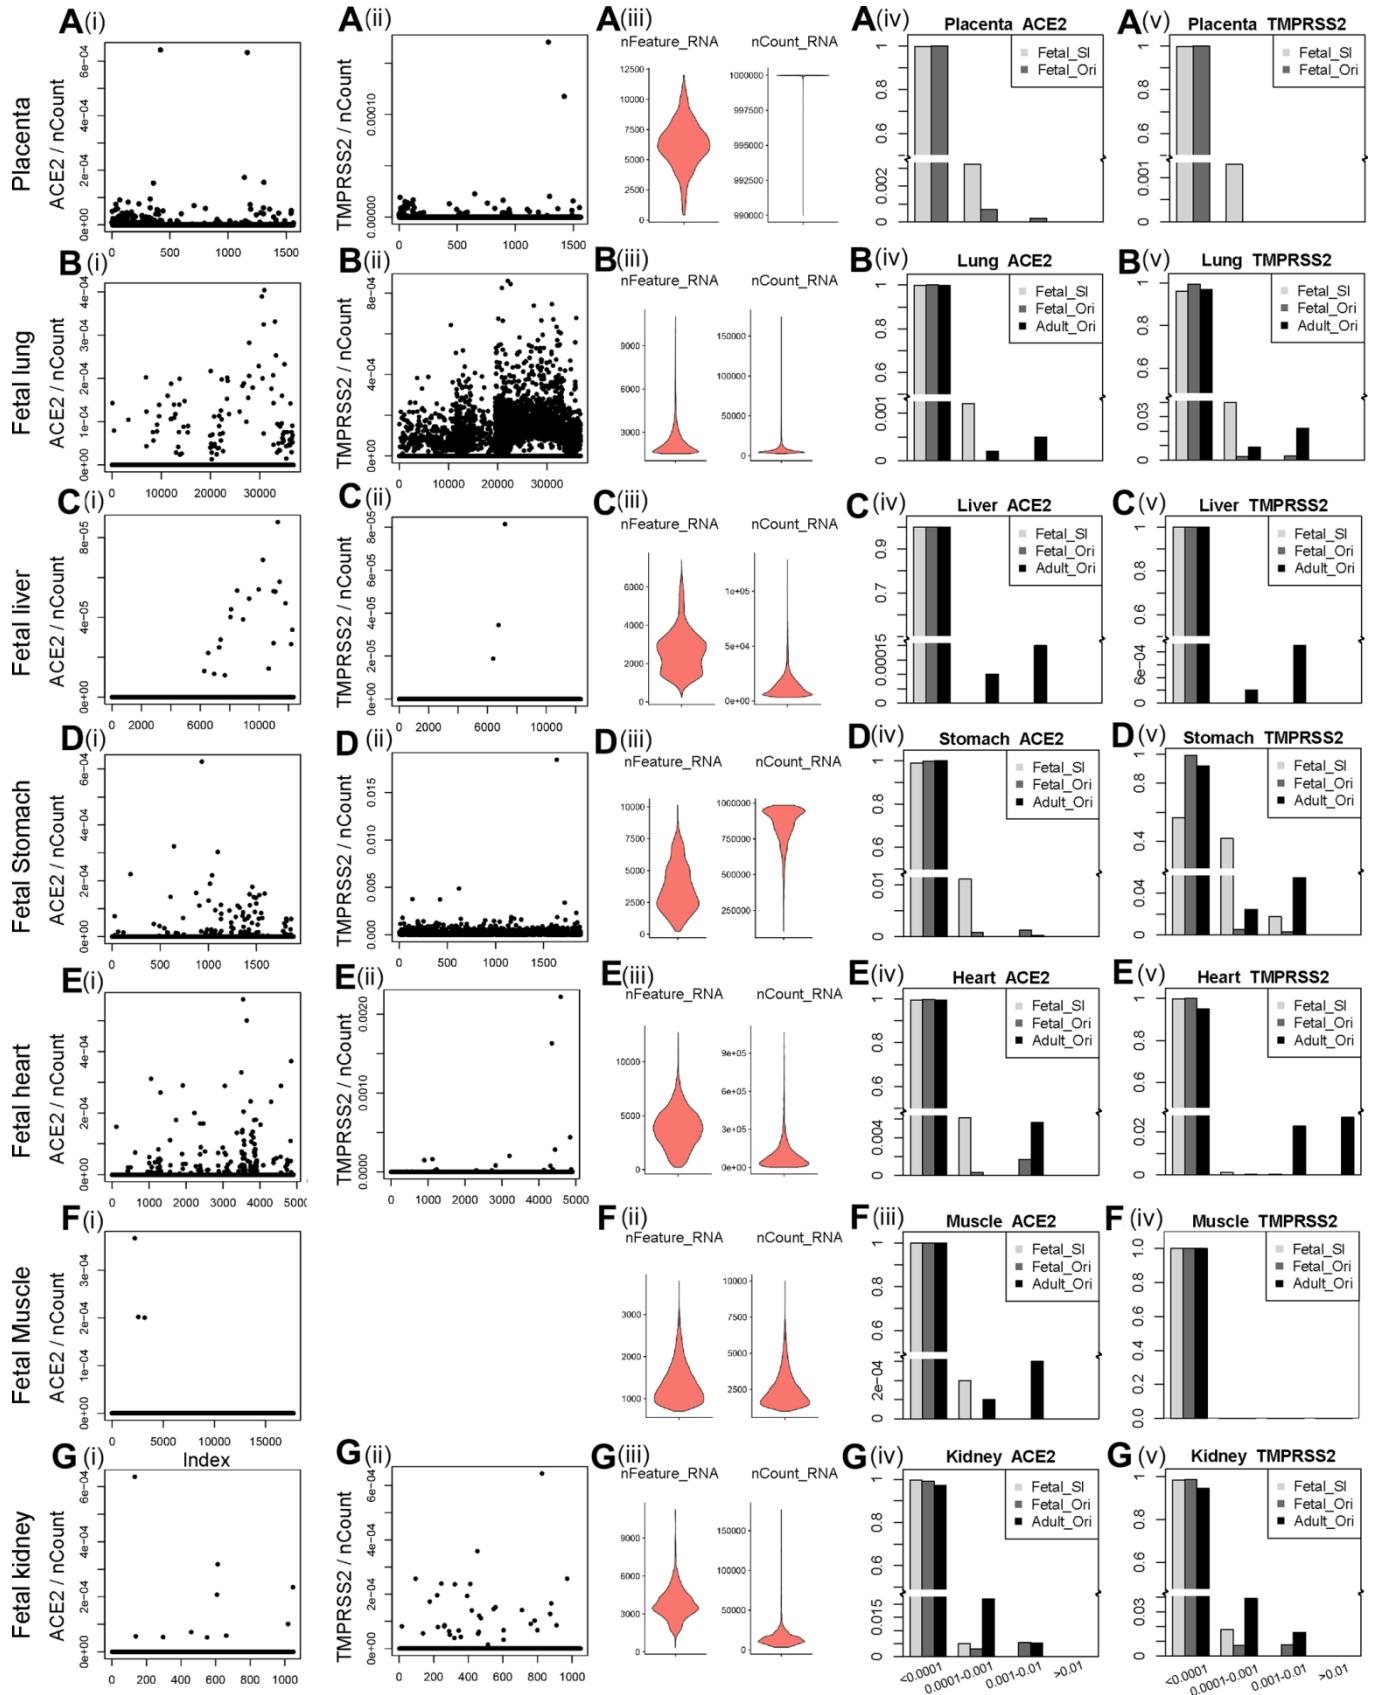 A(i)
A(ii)
A(iii)
A(iv)
A(v)
Placenta
ACE2 / nCount
0e+00 2e-04 4e-04 6e-04
0 500 1000 1500
TMPRSS2 / nCount
0.00000 0.00010
0 500 1000 1500
nFeature_RNA
12500
10000
7500
5000
2500
0
nCount_RNA
1000000
997500
995000
992500
990000
Placenta ACE2
Fetal_SI
Fetal_Ori
0 0.002 0.6 0.8 1
Placenta TMPRSS2
Fetal_SI
Fetal_Ori
0 0.001 0.6 0.8 1
B(i)
B(ii)
B(iii)
B(iv)
B(v)
Fetal lung
ACE2 / nCount
0e+00 1e-04 2e-04 3e-04 4e-04
0 10000 20000 30000
TMPRSS2 / nCount
0e+00 4e-04 8e-04
0 10000 20000 30000
nFeature_RNA
9000
6000
3000
nCount_RNA
150000
100000
50000
0
Lung ACE2
Fetal_SI
Fetal_Ori
Adult_Ori
0 0.001 0.6 0.8 1
Lung TMPRSS2
Fetal_SI
Fetal_Ori
Adult_Ori
0 0.03 0.6 0.8 1
C(i)
C(ii)
C(iii)
C(iv)
C(v)
Fetal liver
ACE2 / nCount
0e+00 4e-05 8e-05
0 2000 6000 10000
TMPRSS2 / nCount
0e+00 2e-05 4e-05 6e-05 8e-05
0 2000 6000 10000
nFeature_RNA
6000
4000
2000
0
nCount_RNA
1e+05
5e+04
0e+00
Liver ACE2
Fetal_SI
Fetal_Ori
Adult_Ori
0 0.00015 0.7 0.9
Liver TMPRSS2
Fetal_SI
Fetal_Ori
Adult_Ori
0 6e-04 0.6 0.8 1
D(i)
D(ii)
D(iii)
D(iv)
D(v)
Fetal Stomach
ACE2 / nCount
0e+00 2e-04 4e-04 6e-04
0 500 1000 1500
TMPRSS2 / nCount
0.000 0.005 0.010 0.015
0 500 1000 1500
nFeature_RNA
10000
7500
5000
2500
0
nCount_RNA
1000000
750000
500000
250000
Stomach ACE2
Fetal_SI
Fetal_Ori
Adult_Ori
0 0.01 0.6 0.8 1
Stomach TMPRSS2
Fetal_SI
Fetal_Ori
Adult_Ori
0 0.04 0.4 0.8
E(i)
E(ii)
E(iii)
E(iv)
E(v)
Fetal heart
ACE2 / nCount
0e+00 2e-04 4e-04
0 1000 2000 3000 4000 5000
TMPRSS2 / nCount
0.0000 0.0010 0.0020
0 1000 2000 3000 4000 5000
nFeature_RNA
10000
5000
0
nCount_RNA
9e+05
6e+05
3e+05
0e+00
Heart ACE2
Fetal_SI
Fetal_Ori
Adult_Ori
0 0.004 0.6 0.8 1
Heart TMPRSS2
Fetal_SI
Fetal_Ori
Adult_Ori
0 0.02 0.6 0.8 1
F(i)
F(ii)
F(iii)
F(iv)
Fetal Muscle
ACE2 / nCount
0e+00 1e-04 2e-04 3e-04
0 5000 10000 15000
Index
nFeature_RNA
3000
2000
1000
nCount_RNA
10000
7500
5000
2500
Muscle ACE2
Fetal_SI
Fetal_Ori
Adult_Ori
0 2e-04 0.6 0.8 1
Muscle TMPRSS2
Fetal_SI
Fetal_Ori
Adult_Ori
0.0 0.2 0.4 0.6 0.8 1.0
G(i)
G(ii)
G(iii)
G(iv)
G(v)
Fetal kidney
ACE2 / nCount
0e+00 2e-04 4e-04 6e-04
0 200 400 600 800 1000
TMPRSS2 / nCount
0e+00 2e-04 4e-04 6e-04
0 200 400 600 800 1000
nFeature_RNA
9000
6000
3000
0
nCount_RNA
150000
100000
50000
0
Kidney ACE2
Fetal_SI
Fetal_Ori
Adult_Ori
0 0.015 0.6 0.8 1
<0.0001 0.0001-0.001 0.001-0.01 >0.01
Kidney TMPRSS2
Fetal_SI
Fetal_Ori
Adult_Ori
0 0.03 0.6 0.8 1
<0.0001 0.0001-0.001 0.001-0.01 >0.01